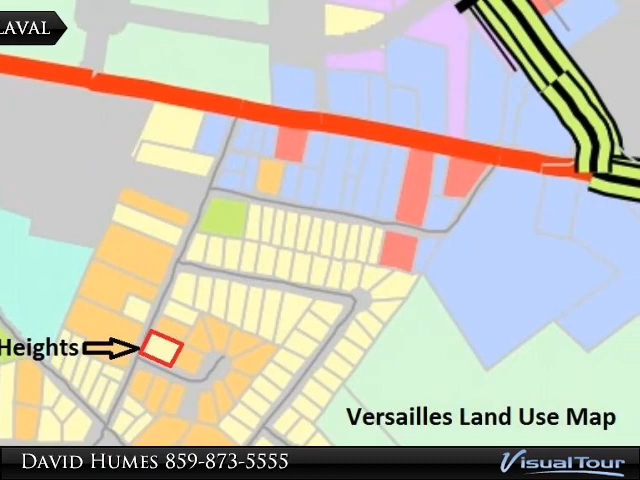 LAVAL
Heights
Versailles Land Use Map
DAVID HUMES 859-873-5555
VISUALTOUR